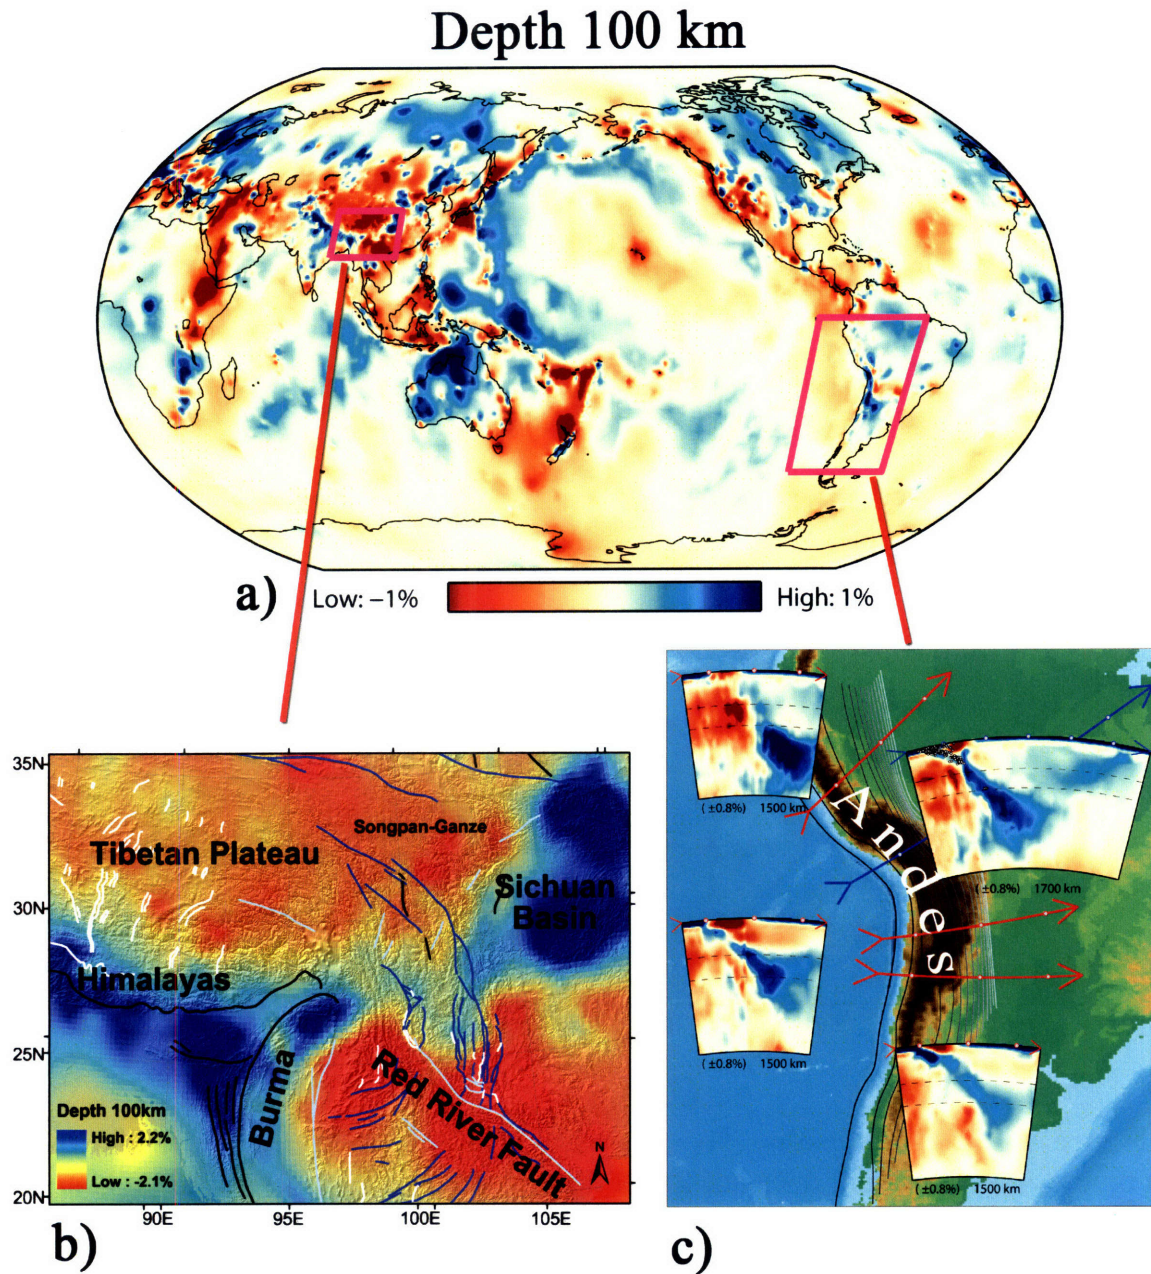 Depth 100 km
a)
Low: –1%
High: 1%
35N
30N
25N
20N
90E
95E
100E
105E
Songpan-Ganze
Tibetan Plateau
Sichuan
Basin
Himalayas
Burma
Red River Fault
Depth 100km
High : 2.2%
Low : -2.1%
N
b)
(±0.8%) 1500 km
Andes
(±0.8%) 1700 km
(±0.8%) 1500 km
(±0.8%) 1500 km
c)